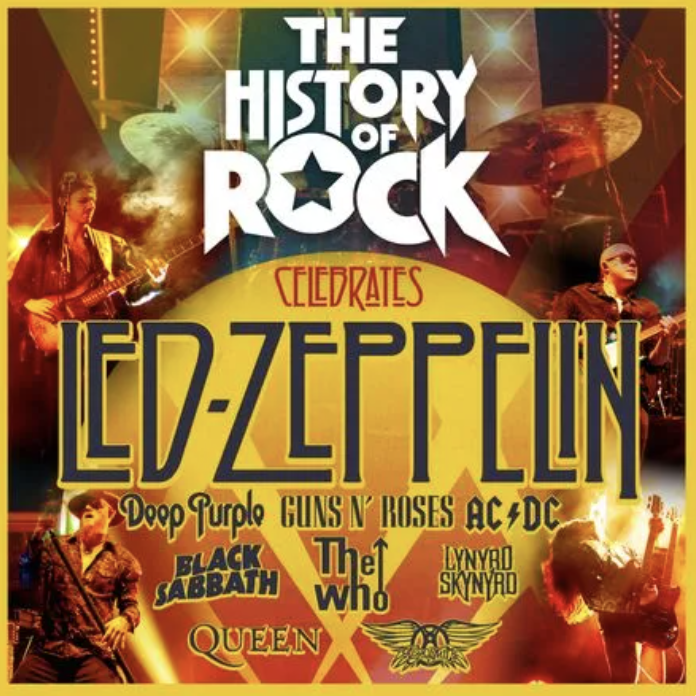 THE
HISTORY
OF
ROCK
CELEBRATES
LED-ZEPPELIN
Deep Purple GUNS N' ROSES AC⚡DC
BLACK SABBATH The Who LYNYRD SKYNYRD
QUEEN AEROSMITH